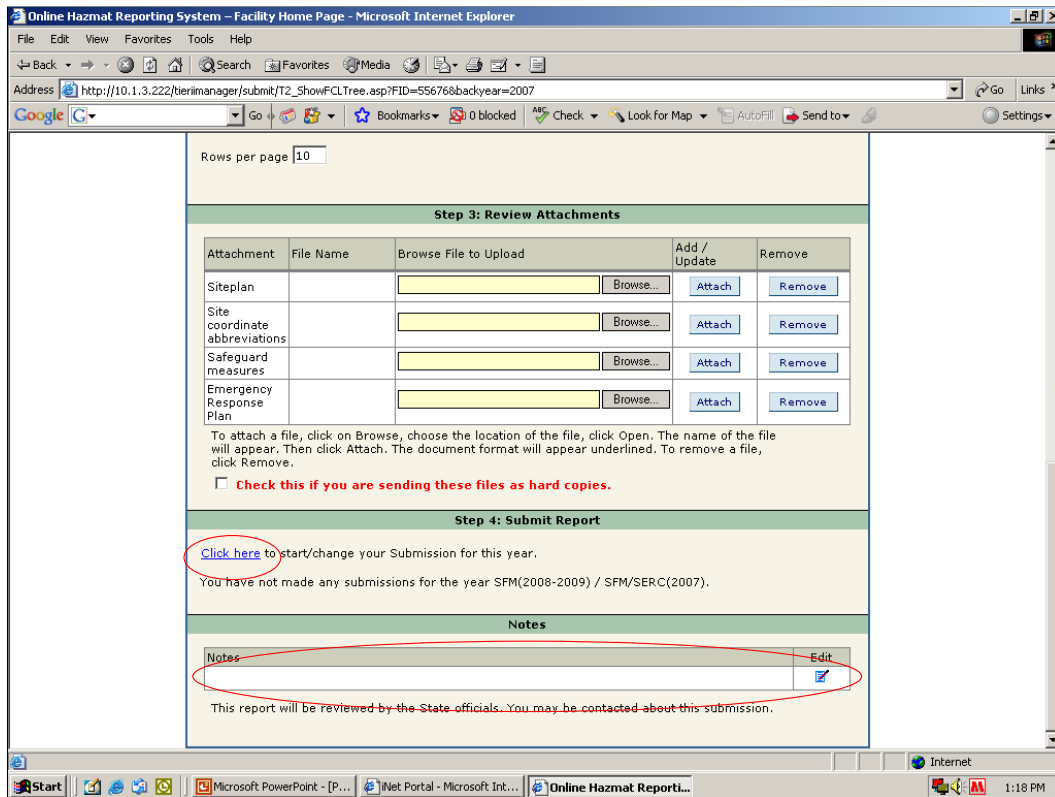 Online Hazmat Reporting System – Facility Home Page - Microsoft Internet Explorer
File Edit View Favorites Tools Help
Back Search Favorites Media
Address http://10.1.3.222/tieriimanager/submit/T2_ShowFCLTree.asp?FID=55676&backyear=2007 Go Links »
Google G Go Bookmarks 0 blocked ABC Check Look for Map AutoFill Send to Settings
Rows per page 10
Step 3: Review Attachments
Attachment File Name Browse File to Upload Add / Update Remove
Siteplan Browse... Attach Remove
Site coordinate abbreviations Browse... Attach Remove
Safeguard measures Browse... Attach Remove
Emergency Response Plan Browse... Attach Remove
To attach a file, click on Browse, choose the location of the file, click Open. The name of the file
will appear. Then click Attach. The document format will appear underlined. To remove a file,
click Remove.
Check this if you are sending these files as hard copies.
Step 4: Submit Report
Click here to start/change your Submission for this year.
You have not made any submissions for the year SFM(2008-2009) / SFM/SERC(2007).
Notes
Notes Edit
This report will be reviewed by the State officials. You may be contacted about this submission.
Internet
Start Microsoft PowerPoint - [P... iNet Portal - Microsoft Int... Online Hazmat Reporti... 1:18 PM